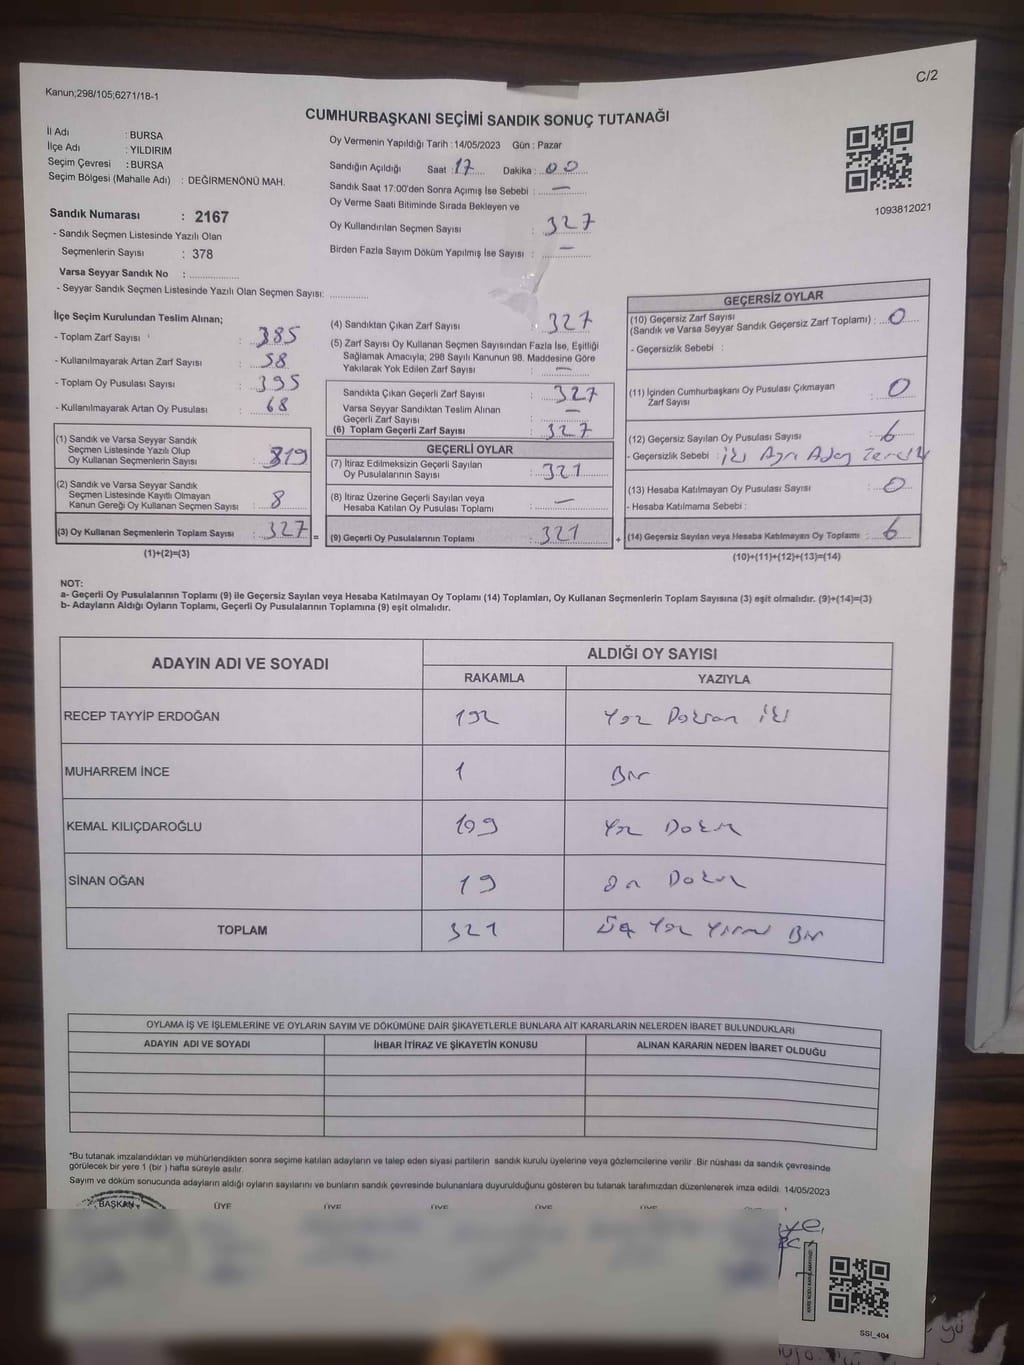 C/2
Kanun;298/105;6271/18-1
CUMHURBAŞKANI SEÇİMİ SANDIK SONUÇ TUTANAĞI
İl Adı : BURSA
İlçe Adı : YILDIRIM
Seçim Çevresi : BURSA
Seçim Bölgesi (Mahalle Adı) : DEĞİRMENÖNÜ MAH.
Sandık Numarası : 2167
- Sandık Seçmen Listesinde Yazılı Olan
Seçmenlerin Sayısı : 378
Varsa Seyyar Sandık No : ..............
- Seyyar Sandık Seçmen Listesinde Yazılı Olan Seçmen Sayısı: ............
Oy Vermenin Yapıldığı Tarih : 14/05/2023 Gün : Pazar
Sandığın Açıldığı Saat : 17 Dakika : 00
Sandık Saat 17:00'den Sonra Açımış İse Sebebi : —
Oy Verme Saati Bitiminde Sırada Bekleyen ve
Oy Kullandırılan Seçmen Sayısı : 327
Birden Fazla Sayım Döküm Yapılmış İse Sayısı : —
1093812021
İlçe Seçim Kurulundan Teslim Alınan;
- Toplam Zarf Sayısı : 385
- Kullanılmayarak Artan Zarf Sayısı : 58
- Toplam Oy Pusulası Sayısı : 395
- Kullanılmayarak Artan Oy Pusulası : 68
(1) Sandık ve Varsa Seyyar Sandık
Seçmen Listesinde Yazılı Olup
Oy Kullanan Seçmenlerin Sayısı : 319
(2) Sandık ve Varsa Seyyar Sandık
Seçmen Listesinde Kayıtlı Olmayan
Kanun Gereği Oy Kullanan Seçmen Sayısı : 8
(3) Oy Kullanan Seçmenlerin Toplam Sayısı : 327 =
(1)+(2)=(3)
(4) Sandıktan Çıkan Zarf Sayısı : 327
(5) Zarf Sayısı Oy Kullanan Seçmen Sayısından Fazla İse, Eşitliği
Sağlamak Amacıyla; 298 Sayılı Kanunun 98. Maddesine Göre
Yakılarak Yok Edilen Zarf Sayısı : —
Sandıkta Çıkan Geçerli Zarf Sayısı : 327
Varsa Seyyar Sandıktan Teslim Alınan
Geçerli Zarf Sayısı : —
(6) Toplam Geçerli Zarf Sayısı : 327
GEÇERLİ OYLAR
(7) İtiraz Edilmeksizin Geçerli Sayılan
Oy Pusulalarının Sayısı : 321
(8) İtiraz Üzerine Geçerli Sayılan veya
Hesaba Katılan Oy Pusulası Toplamı : —
(9) Geçerli Oy Pusulalarının Toplamı : 321 +
GEÇERSİZ OYLAR
(10) Geçersiz Zarf Sayısı
(Sandık ve Varsa Seyyar Sandık Geçersiz Zarf Toplamı) : 0
- Geçersizlik Sebebi :
(11) İçinden Cumhurbaşkanı Oy Pusulası Çıkmayan
Zarf Sayısı : 0
(12) Geçersiz Sayılan Oy Pusulası Sayısı : 6
- Geçersizlik Sebebi : iki Ayrı Aday
(13) Hesaba Katılmayan Oy Pusulası Sayısı : 0
- Hesaba Katılmama Sebebi :
(14) Geçersiz Sayılan veya Hesaba Katılmayan Oy Toplamı : 6
(10)+(11)+(12)+(13)=(14)
NOT:
a- Geçerli Oy Pusulalarının Toplamı (9) ile Geçersiz Sayılan veya Hesaba Katılmayan Oy Toplamı (14) Toplamları, Oy Kullanan Seçmenlerin Toplam Sayısına (3) eşit olmalıdır. (9)+(14)=(3)
b- Adayların Aldığı Oyların Toplamı, Geçerli Oy Pusulalarının Toplamına (9) eşit olmalıdır.
ADAYIN ADI VE SOYADI ALDIĞI OY SAYISI
RAKAMLA YAZIYLA
RECEP TAYYİP ERDOĞAN 192 Yüz Doksan iki
MUHARREM İNCE 1 Bir
KEMAL KILIÇDAROĞLU 109 Yüz Dokuz
SİNAN OĞAN 19 On Dokuz
TOPLAM 321 Üç Yüz Yirmi Bir
OYLAMA İŞ VE İŞLEMLERİNE VE OYLARIN SAYIM VE DÖKÜMÜNE DAİR ŞİKAYETLERLE BUNLARA AİT KARARLARIN NELERDEN İBARET BULUNDUKLARI
ADAYIN ADI VE SOYADI İHBAR İTİRAZ VE ŞİKAYETİN KONUSU ALINAN KARARIN NEDEN İBARET OLDUĞU
*Bu tutanak imzalandıktan ve mühürlendikten sonra seçime katılan adayların ve talep eden siyasi partilerin sandık kurulu üyelerine veya gözlemcilerine verilir. Bir nüshası da sandık çevresinde
görülecek bir yere 1 (bir ) hafta süreyle asılır.
Sayım ve döküm sonucunda adayların aldığı oyların sayılarını ve bunların sandık çevresinde bulunanlara duyurulduğunu gösteren bu tutanak tarafımızdan düzenlenerek imza edildi. 14/05/2023
BAŞKAN ÜYE ÜYE ÜYE ÜYE ÜYE
SSI_404